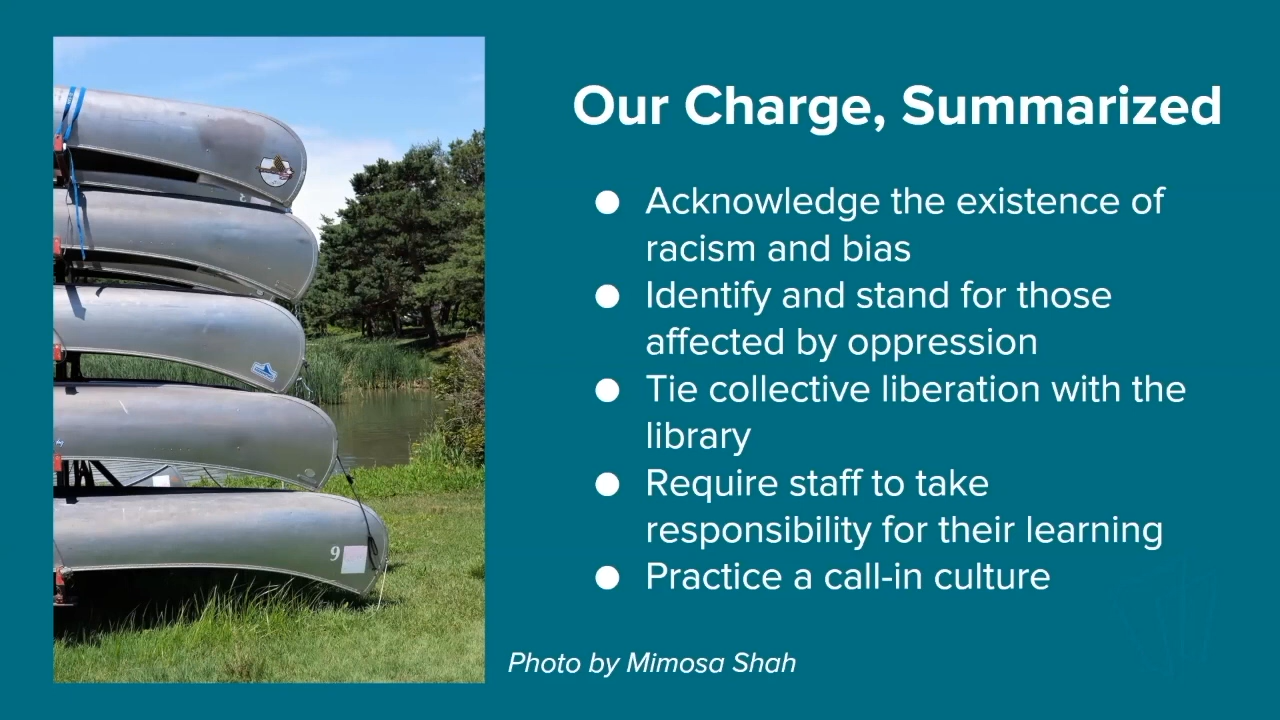 Our Charge, Summarized
● Acknowledge the existence of
racism and bias
● Identify and stand for those
affected by oppression
● Tie collective liberation with the
library
● Require staff to take
responsibility for their learning
● Practice a call-in culture
9
Photo by Mimosa Shah